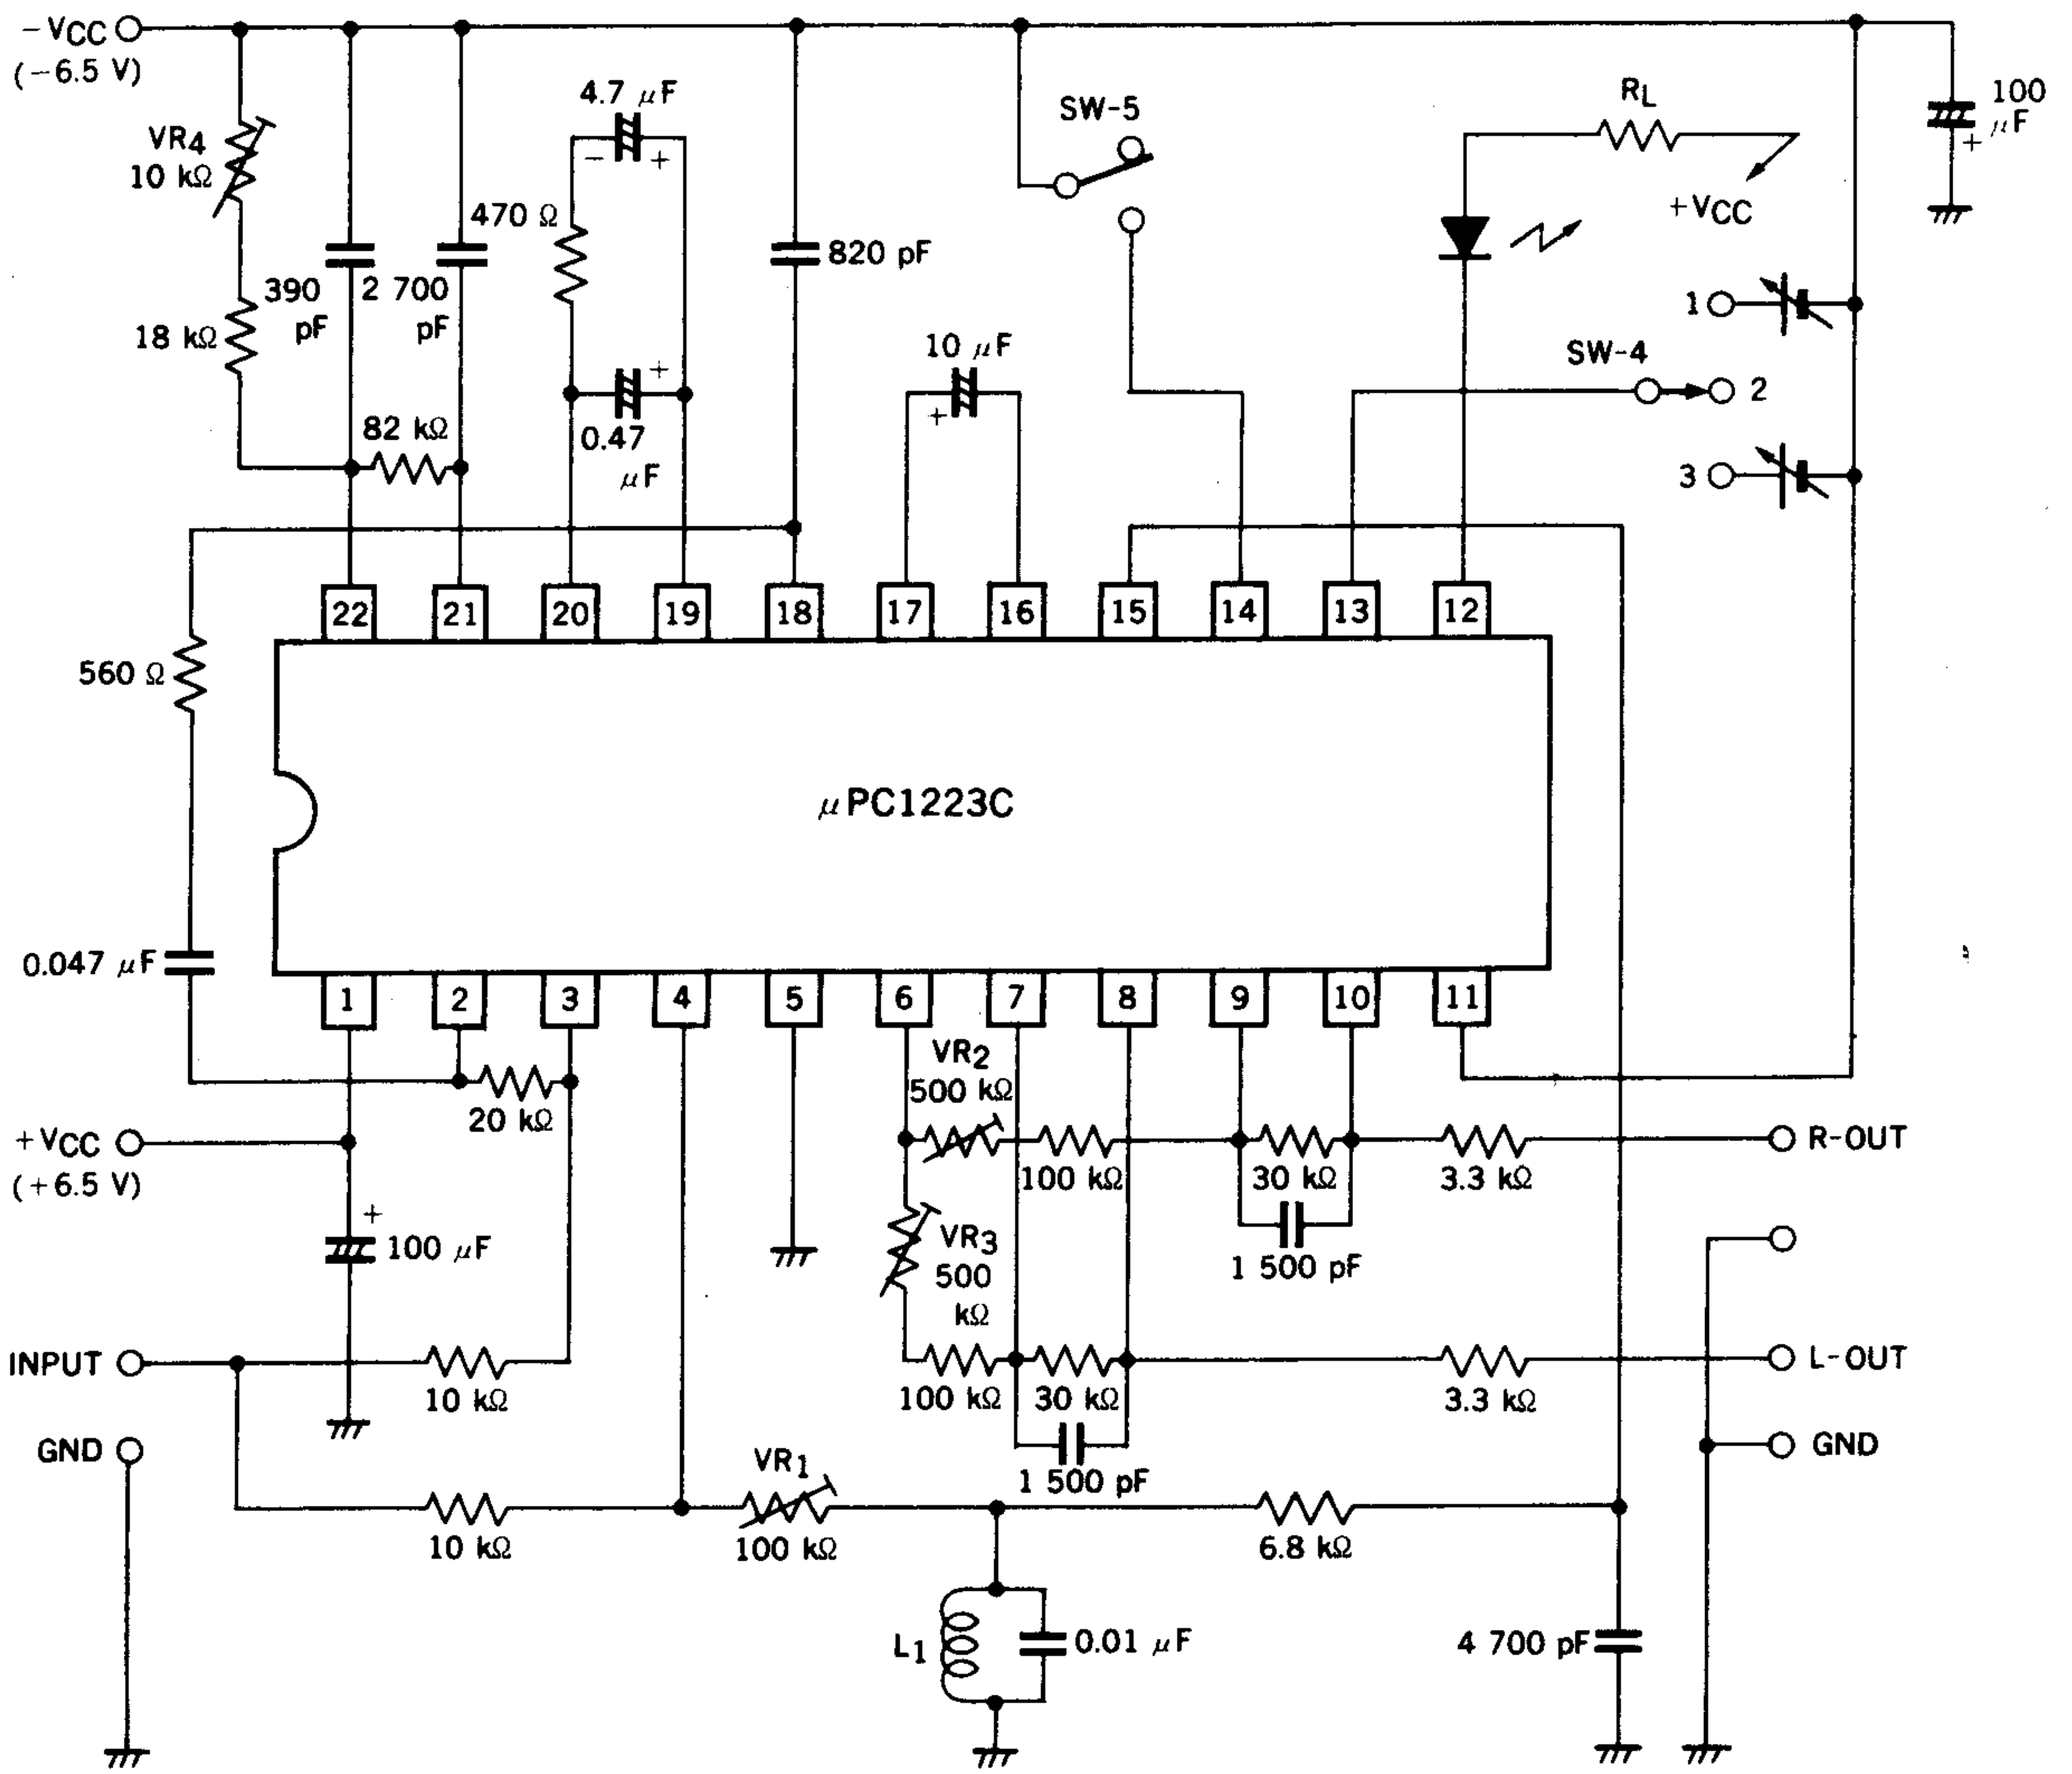 -VCC
(-6.5 V)
VR4
10 kΩ
18 kΩ
390
pF
2 700
pF
82 kΩ
4.7 μF
-
+
470 Ω
+
0.47
μF
820 pF
10 μF
+
SW-5
RL
+VCC
100
μF
+
1
SW-4
2
3
22
21
20
19
18
17
16
15
14
13
12
560 Ω
μPC1223C
0.047 μF
1
2
3
4
5
6
7
8
9
10
11
20 kΩ
+VCC
(+6.5 V)
+
100 μF
VR2
500 kΩ
100 kΩ
30 kΩ
3.3 kΩ
R-OUT
1 500 pF
VR3
500
kΩ
INPUT
10 kΩ
100 kΩ
30 kΩ
3.3 kΩ
L-OUT
1 500 pF
GND
GND
10 kΩ
VR1
100 kΩ
6.8 kΩ
L1
0.01 μF
4 700 pF